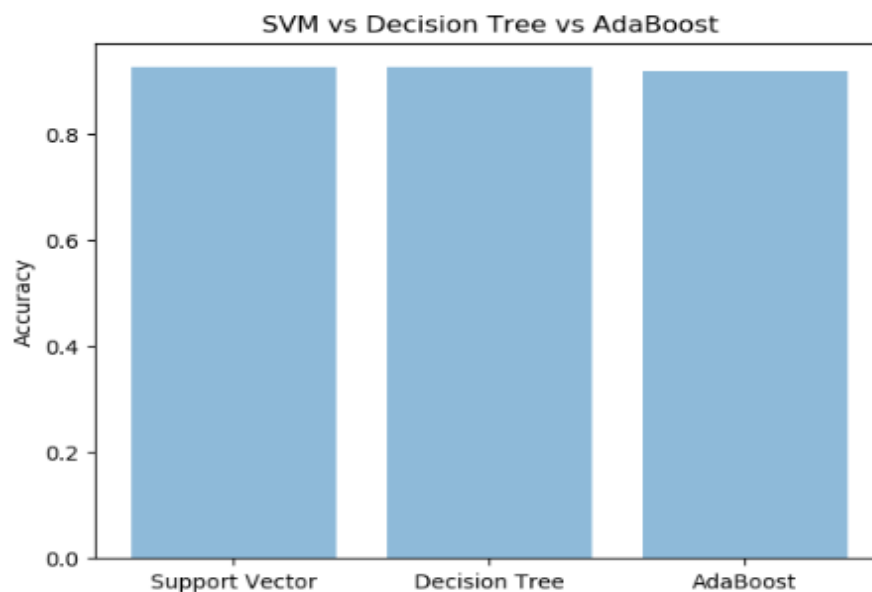 SVM vs Decision Tree vs AdaBoost
0.8
0.6
0.4
0.2
0.0
Accuracy
Support Vector
Decision Tree
AdaBoost